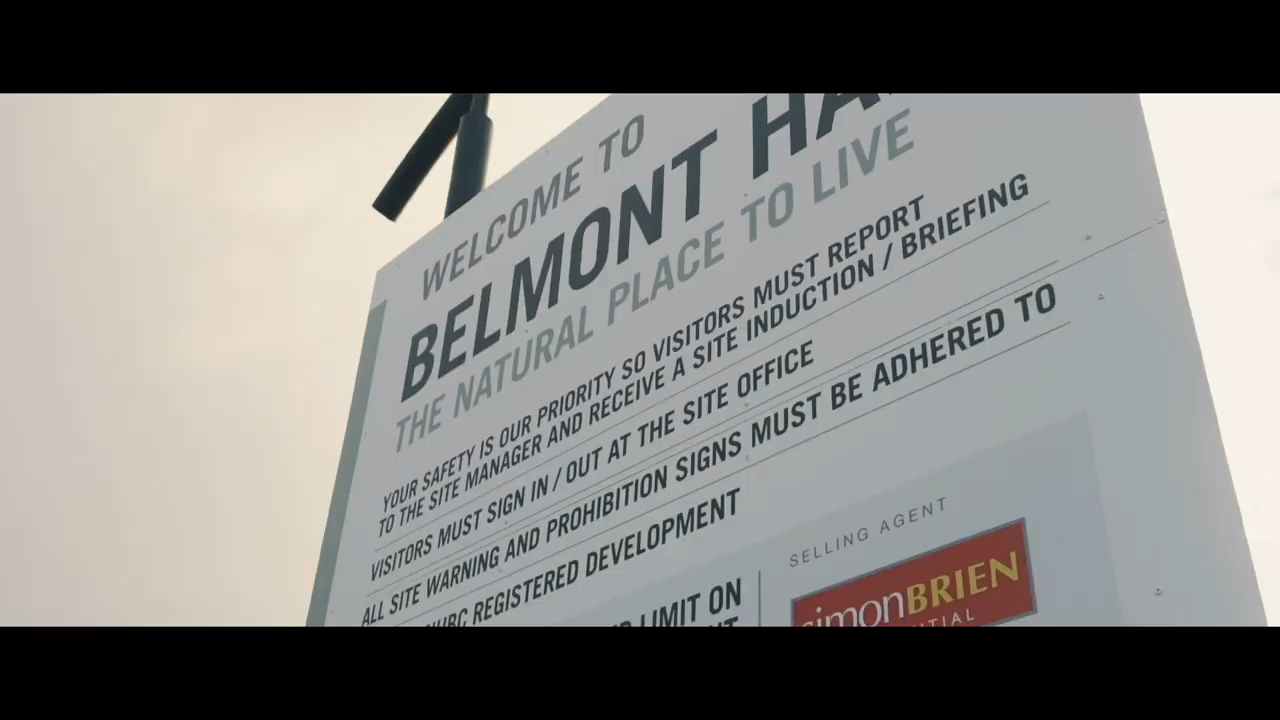 WELCOME TO
BELMONT
THE NATURAL PLACE TO LIVE
YOUR SAFETY IS OUR PRIORITY SO VISITORS MUST REPORT
TO THE SITE MANAGER AND RECEIVE A SITE INDUCTION / BRIEFING
VISITORS MUST SIGN IN / OUT AT THE SITE OFFICE
ALL SITE WARNING AND PROHIBITION SIGNS MUST BE ADHERED TO
REGISTERED DEVELOPMENT
LIMIT ON
SELLING AGENT
simonBRIEN